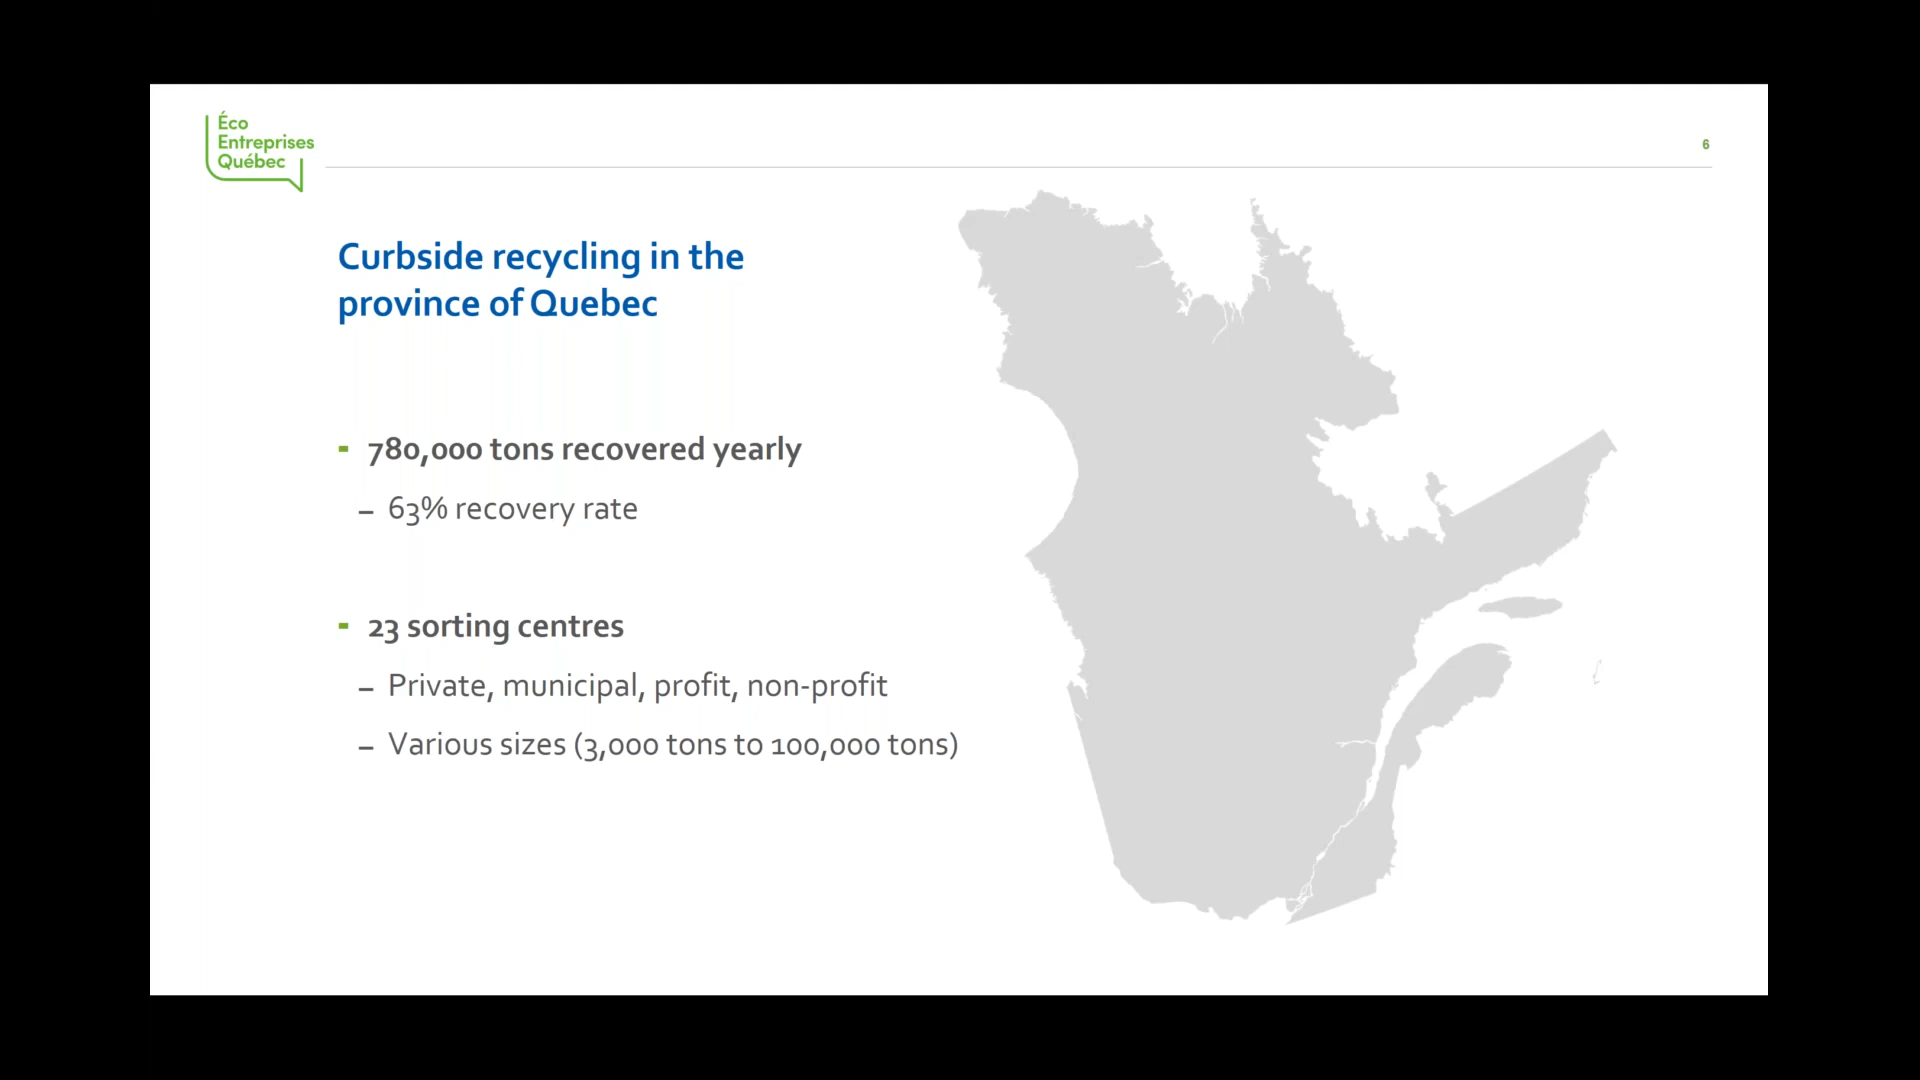 Éco
Entreprises
Québec
6
Curbside recycling in the
province of Quebec
- 780,000 tons recovered yearly
– 63% recovery rate
- 23 sorting centres
– Private, municipal, profit, non-profit
– Various sizes (3,000 tons to 100,000 tons)